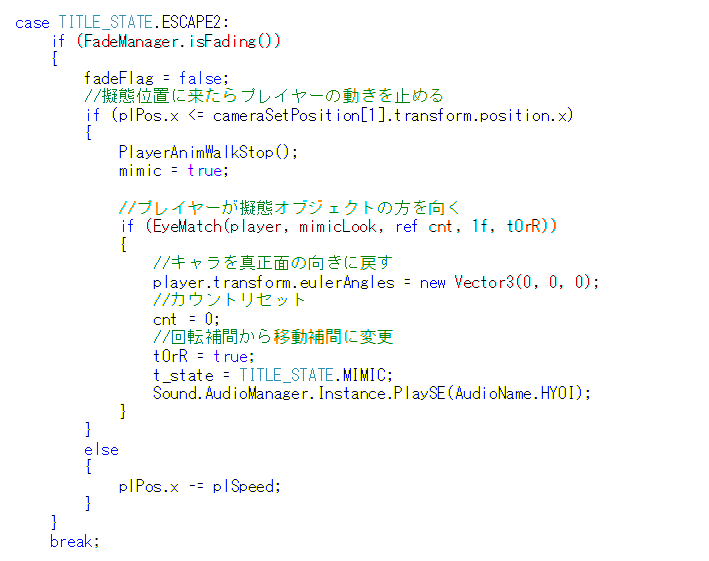 case TITLE_STATE.ESCAPE2:
if (FadeManager.isFading())
{
fadeFlag = false;
//擬態位置に来たらプレイヤーの動きを止める
if (plPos.x <= cameraSetPosition[1].transform.position.x)
{
PlayerAnimWalkStop();
mimic = true;
//プレイヤーが擬態オブジェクトの方を向く
if (EyeMatch(player, mimicLook, ref cnt, 1f, tOrR))
{
//キャラを真正面の向きに戻す
player.transform.eulerAngles = new Vector3(0, 0, 0);
//カウントリセット
cnt = 0;
//回転補間から移動補間に変更
tOrR = true;
t_state = TITLE_STATE.MIMIC;
Sound.AudioManager.Instance.PlaySE(AudioName.HYOI);
}
}
else
{
plPos.x -= plSpeed;
}
}
break;